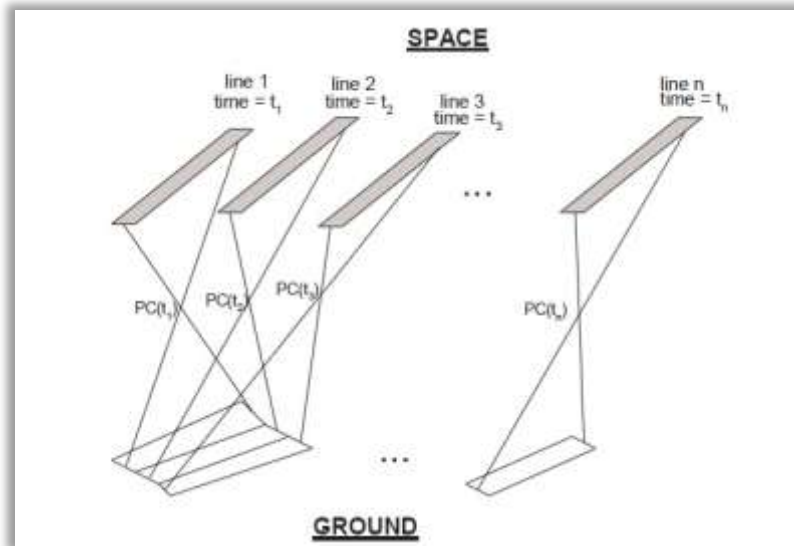 SPACE
line 1
time = t1
line 2
time = t2
line 3
time = t3
...
line n
time = tn
PC(t1)
PC(t2)
PC(t3)
PC(tn)
...
GROUND